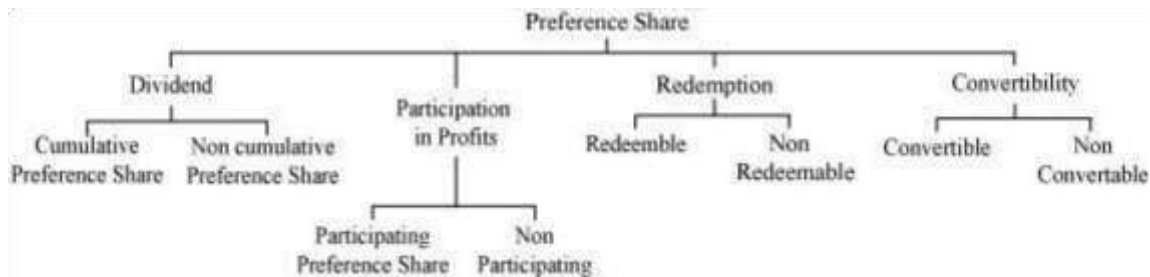 Preference Share
Dividend
Participation
in Profits
Redemption
Convertibility
Cumulative
Preference Share
Non cumulative
Preference Share
Redeemble
Non
Redeemable
Convertible
Non
Convertable
Participating
Preference Share
Non
Participating